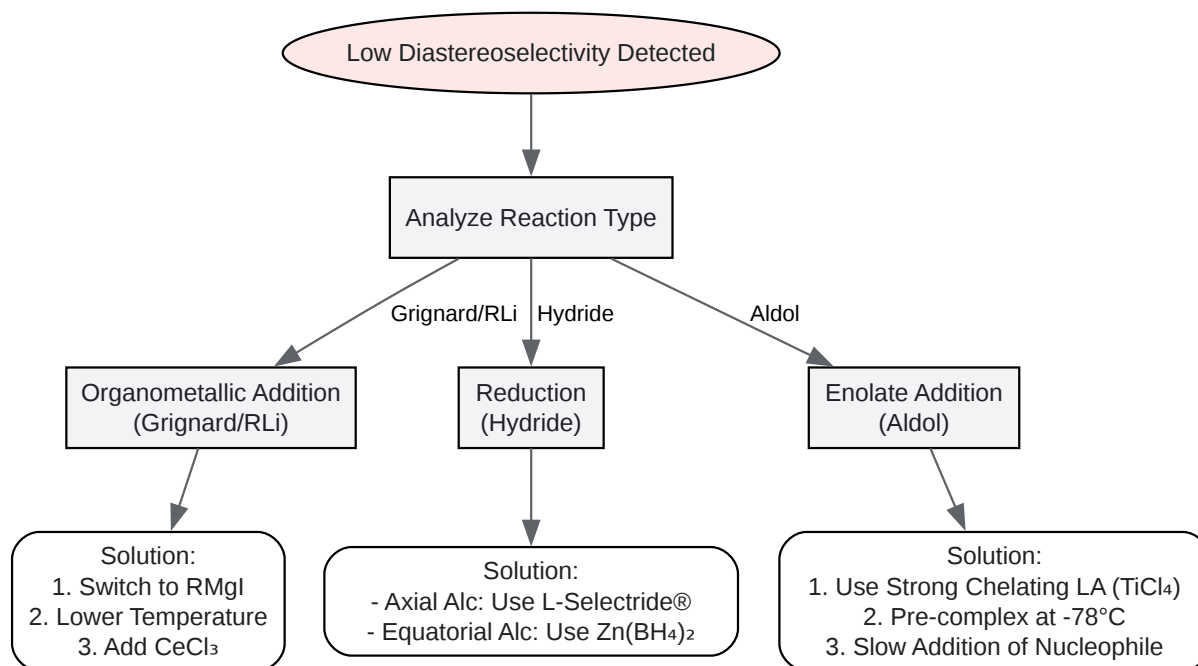 Low Diastereoselectivity Detected
Analyze Reaction Type
Grignard/RLi
Hydride
Aldol
Organometallic Addition
(Grignard/RLi)
Reduction
(Hydride)
Enolate Addition
(Aldol)
Solution:
1. Switch to RMgI
2. Lower Temperature
3. Add CeCl₃
Solution:
- Axial Alc: Use L-Selectride®
- Equatorial Alc: Use Zn(BH₄)₂
Solution:
1. Use Strong Chelating LA (TiCl₄)
2. Pre-complex at -78°C
3. Slow Addition of Nucleophile